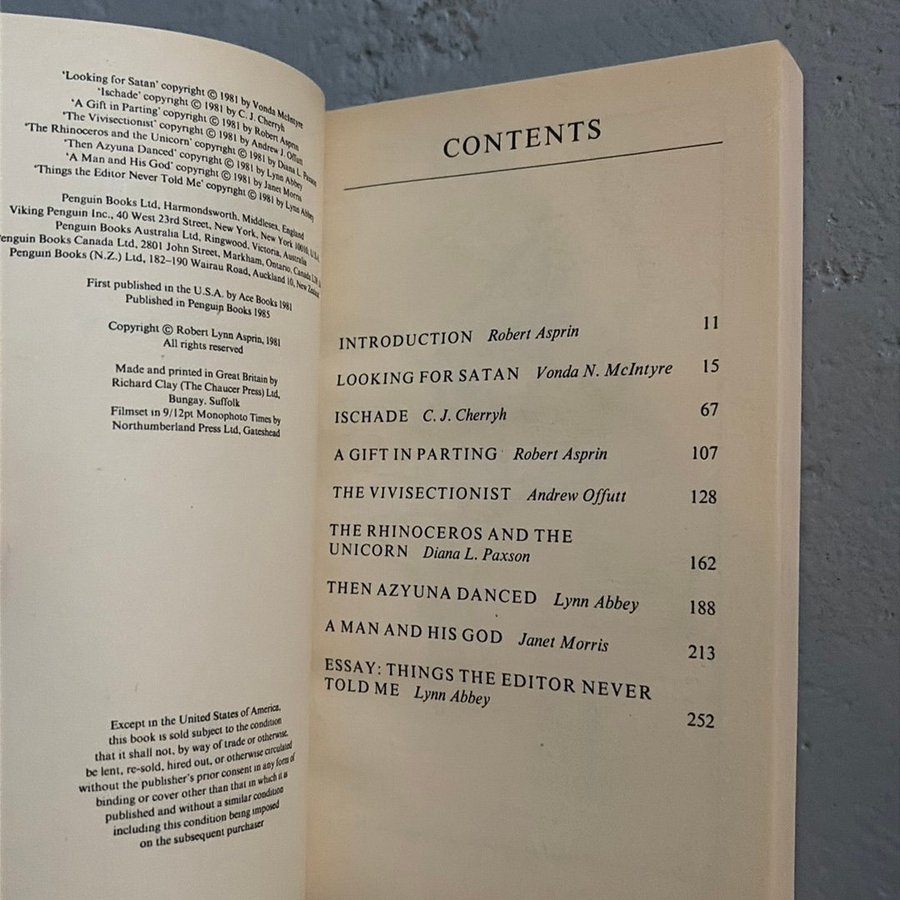 'Looking for Satan' copyright © 1981 by Vonda McIntyre
'Ischade' copyright © 1981 by C. J. Cherryh
'A Gift in Parting' copyright © 1981 by Robert Asprin
'The Vivisectionist' copyright © 1981 by Andrew J. Offutt
'The Rhinoceros and the Unicorn' copyright © 1981 by Diana L. Paxson
'Then Azyuna Danced' copyright © 1981 by Lynn Abbey
'A Man and His God' copyright © 1981 by Janet Morris
'Things the Editor Never Told Me' copyright © 1981 by Lynn Abbey
Penguin Books Ltd, Harmondsworth, Middlesex, England
Viking Penguin Inc., 40 West 23rd Street, New York, New York 10010, U.S.A.
Penguin Books Australia Ltd, Ringwood, Victoria, Australia
Penguin Books Canada Ltd, 2801 John Street, Markham, Ontario, Canada
Penguin Books (N.Z.) Ltd, 182–190 Wairau Road, Auckland 10, New Zealand
First published in the U.S.A. by Ace Books 1981
Published in Penguin Books 1985
Copyright © Robert Lynn Asprin, 1981
All rights reserved
Made and printed in Great Britain by
Richard Clay (The Chaucer Press) Ltd,
Bungay, Suffolk
Filmset in 9/12pt Monophoto Times by
Northumberland Press Ltd, Gateshead
Except in the United States of America,
this book is sold subject to the condition
that it shall not, by way of trade or otherwise,
be lent, re-sold, hired out, or otherwise circulated
without the publisher's prior consent in any form of
binding or cover other than that in which it is
published and without a similar condition
including this condition being imposed
on the subsequent purchaser
CONTENTS
INTRODUCTION Robert Asprin 11
LOOKING FOR SATAN Vonda N. McIntyre 15
ISCHADE C. J. Cherryh 67
A GIFT IN PARTING Robert Asprin 107
THE VIVISECTIONIST Andrew Offutt 128
THE RHINOCEROS AND THE
UNICORN Diana L. Paxson 162
THEN AZYUNA DANCED Lynn Abbey 188
A MAN AND HIS GOD Janet Morris 213
ESSAY: THINGS THE EDITOR NEVER
TOLD ME Lynn Abbey 252